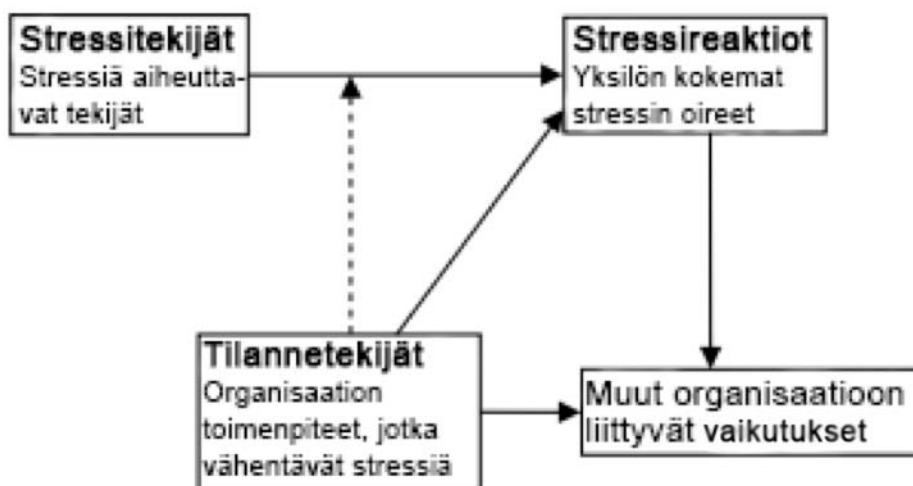 Stressitekijät
Stressiä aiheutta-
vat tekijät
Stressireaktiot
Yksilön kokemat
stressin oireet
Tilannetekijät
Organisaation
toimenpiteet, jotka
vähentävät stressiä
Muut organisaatioon
liittyvät vaikutukset